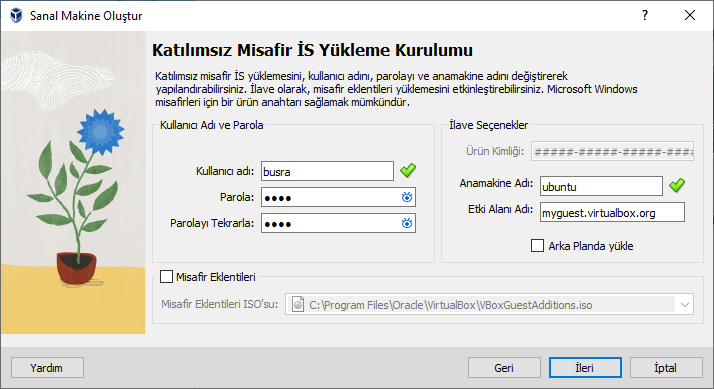 Sanal Makine Oluştur
Katılımsız Misafir İS Yükleme Kurulumu
Katılımsız misafir İS yüklemesini, kullanıcı adını, parolayı ve anamakine adını değiştirerek
yapılandırabilirsiniz. İlave olarak, misafir eklentileri yüklemesini etkinleştirebilirsiniz. Microsoft Windows
misafirleri için bir ürün anahtarı sağlamak mümkündür.
Kullanıcı Adı ve Parola
Kullanıcı adı:
busra
Parola:
••••
Parolayı Tekrarla:
••••
İlave Seçenekler
Ürün Kimliği:
#####-#####-#####-####
Anamakine Adı:
ubuntu
Etki Alanı Adı:
myguest.virtualbox.org
Arka Planda yükle
Misafir Eklentileri
Misafir Eklentileri ISO'su:
C:\Program Files\Oracle\VirtualBox\VBoxGuestAdditions.iso
Yardım
Geri
İleri
İptal